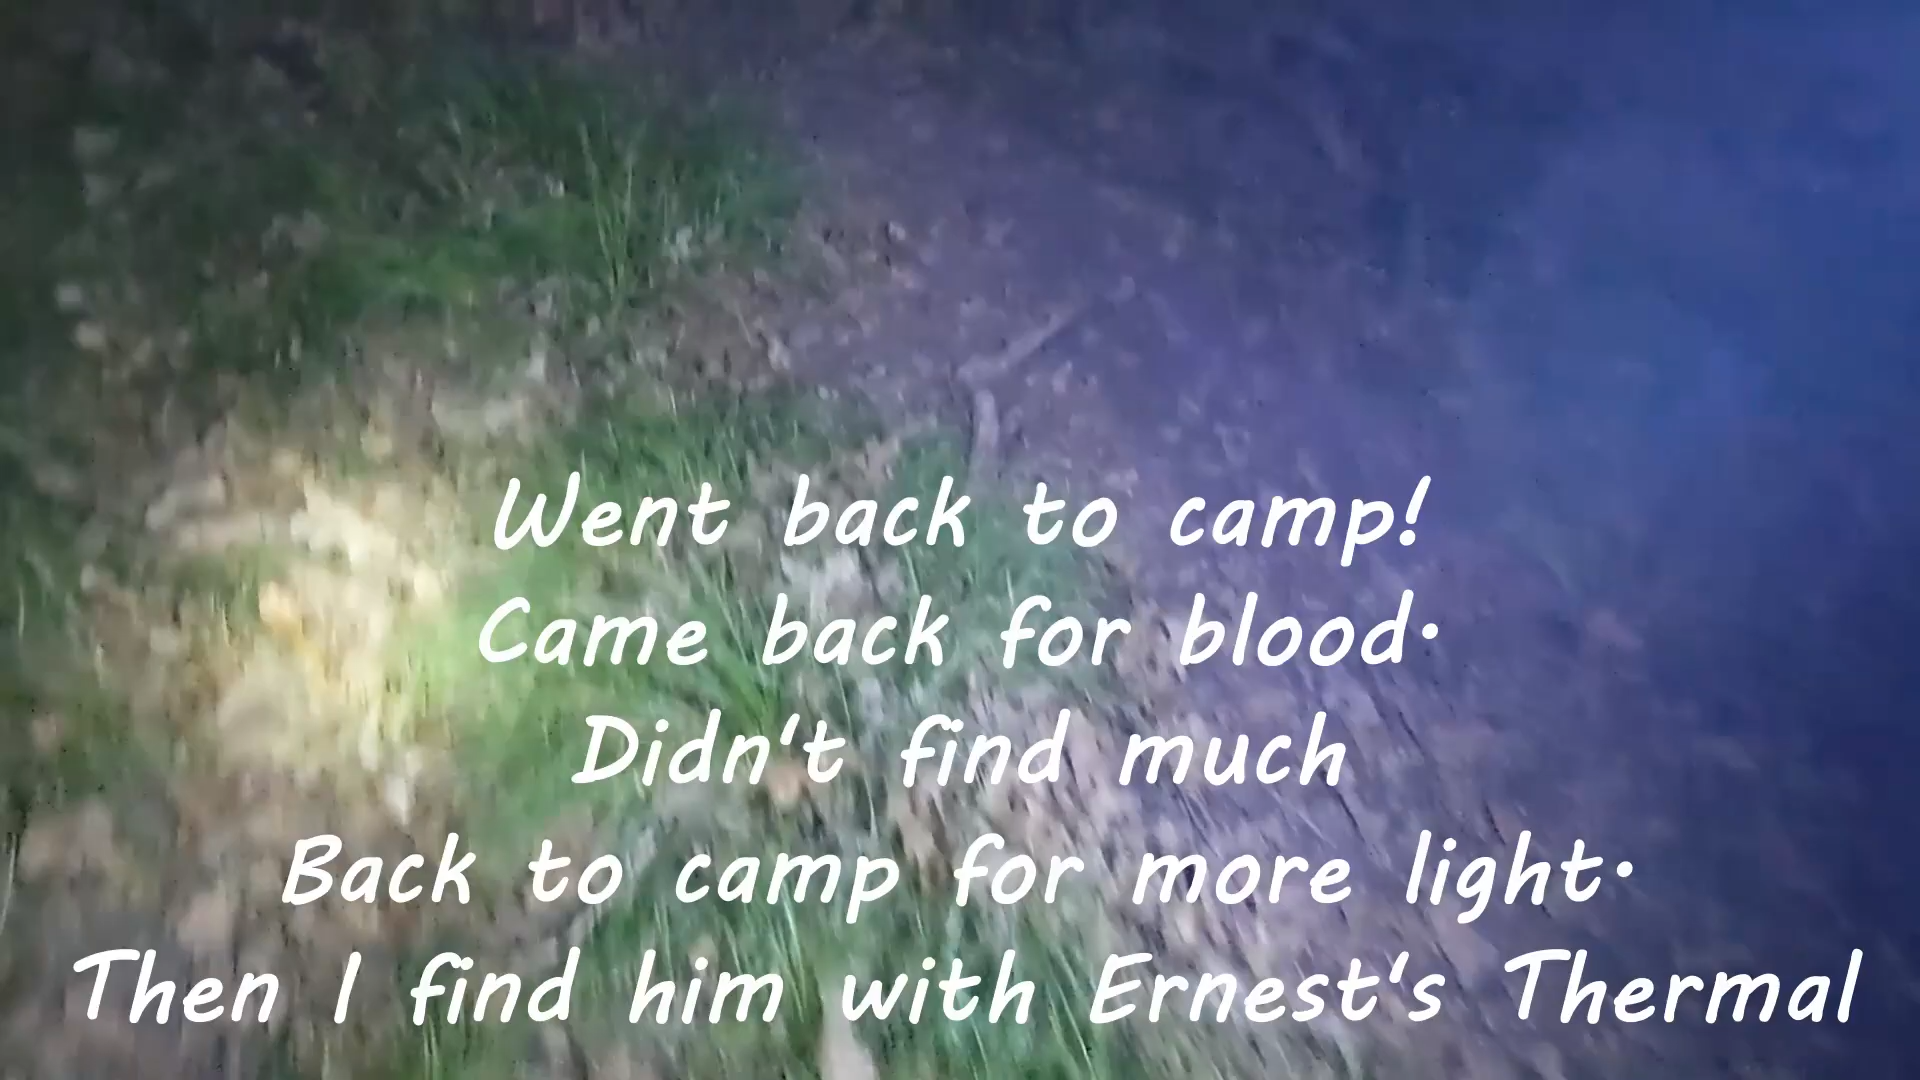 Went back to camp!
Came back for blood.
Didn't find much
Back to camp for more light.
Then I find him with Ernest's Thermal